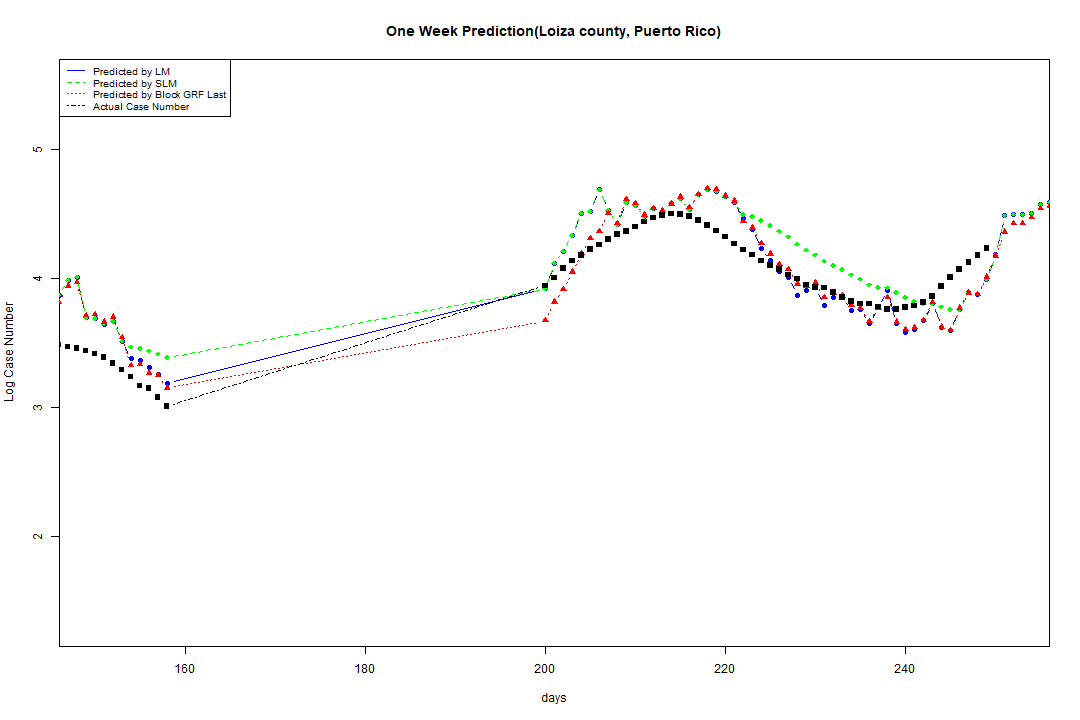 One Week Prediction(Loiza county, Puerto Rico)
Predicted by LM
Predicted by SLM
Predicted by Block GRF Last
Actual Case Number
5
4
3
2
Log Case Number
160 180 200 220 240
days